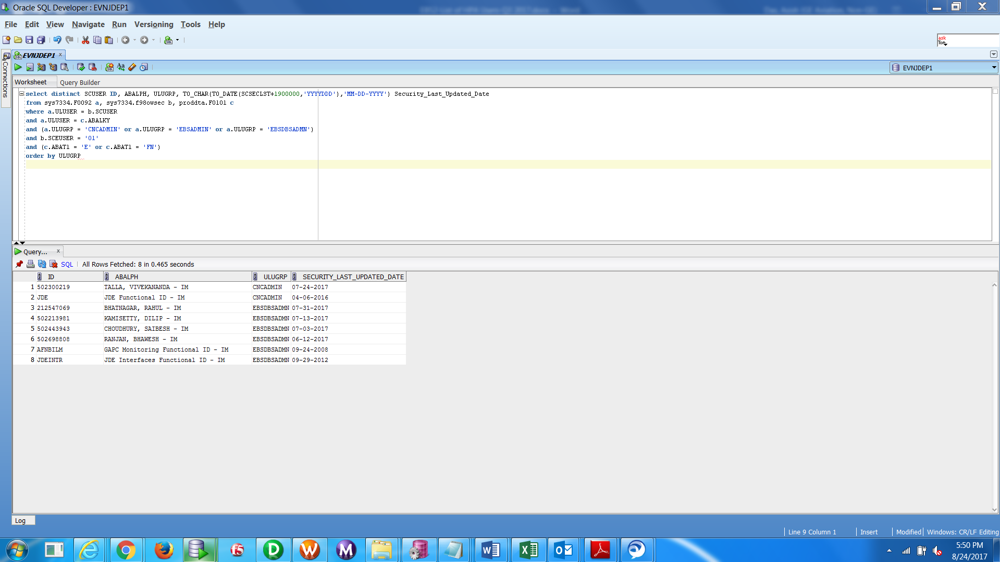 Oracle SQL Developer : EVNJDEP1
File Edit View Navigate Run Versioning Tools Help
ask
Tom
EVNJDEP1
Connections
EVNJDEP1
Worksheet Query Builder
select distinct SCUSER ID, ABALPH, ULUGRP, TO_CHAR(TO_DATE(SCSECLST+1900000,'YYYYDDD'),'MM-DD-YYYY') Security_Last_Updated_Date
from sys7334.F0092 a, sys7334.f98owsec b, proddta.F0101 c
where a.ULUSER = b.SCUSER
and a.ULUSER = c.ABALKY
and (a.ULUGRP = 'CNCADMIN' or a.ULUGRP = 'EBSADMIN' or a.ULUGRP = 'EBSDBSADMN')
and b.SCEUSER = '01'
and (c.ABAT1 = 'E' or c.ABAT1 = 'FN')
order by ULUGRP
Query...
SQL All Rows Fetched: 8 in 0.465 seconds
ID ABALPH ULUGRP SECURITY_LAST_UPDATED_DATE
1 502300219 TALLA, VIVEKANANDA - IM CNCADMIN 07-24-2017
2 JDE JDE Functional ID - IM CNCADMIN 04-06-2016
3 212547069 BHATNAGAR, RAHUL - IM EBSDBSADMN 07-31-2017
4 502213981 KAMISETTY, DILIP - IM EBSDBSADMN 07-13-2017
5 502443943 CHOUDHURY, SAIBESH - IM EBSDBSADMN 07-03-2017
6 502698808 RANJAN, BHAWESH - IM EBSDBSADMN 06-12-2017
7 AFNBILM GAPC Monitoring Functional ID - IM EBSDBSADMN 09-24-2008
8 JDEINTR JDE Interfaces Functional ID - IM EBSDBSADMN 09-29-2012
Log
Line 9 Column 1 Insert Modified Windows: CR/LF Editing
5:50 PM
8/24/2017